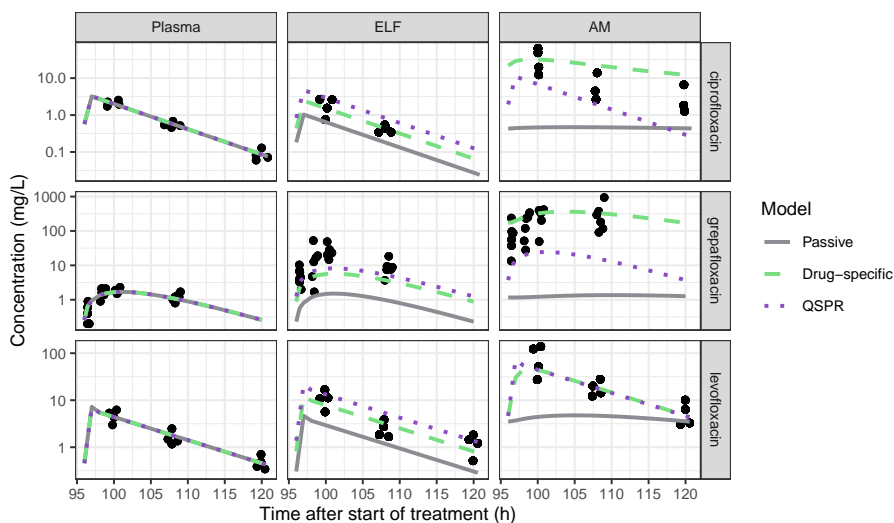 Plasma
ELF
AM
ciprofloxacin
10.0
1.0
0.1
grepafloxacin
1000
100
10
1
levofloxacin
100
10
1
95 100 105 110 115 120 95 100 105 110 115 120 95 100 105 110 115 120
Time after start of treatment (h)
Concentration (mg/L)
Model
Passive
Drug−specific
QSPR